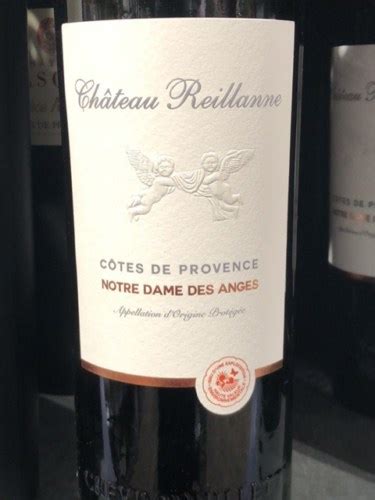 Château Reillanne
CÔTES DE PROVENCE
NOTRE DAME DES ANGES
Appellation d'Origine Protégée